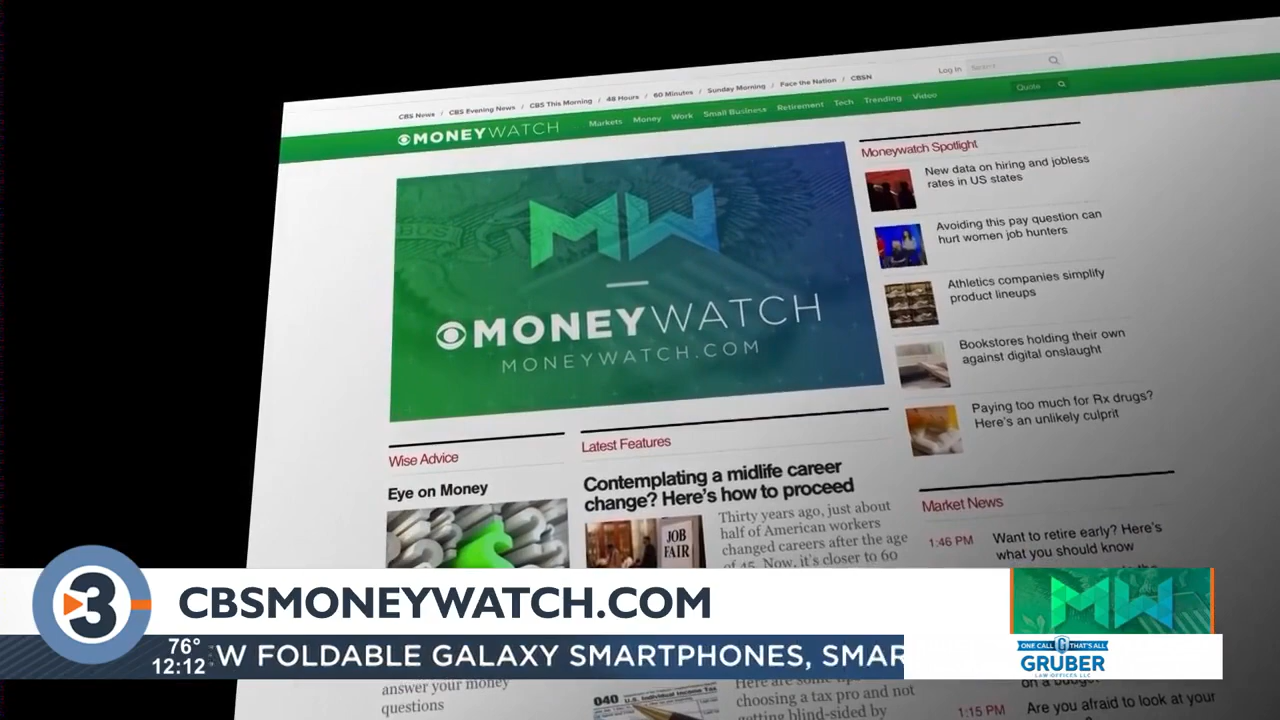 CBS News / CBS Evening News / CBS This Morning / 48 Hours / 60 Minutes / Sunday Morning / Face the Nation / CBSN
Log In Search
MONEYWATCH Markets Money Work Small Business Retirement Tech Trending Video
Quote
MW
MONEYWATCH
MONEYWATCH.COM
Moneywatch Spotlight
New data on hiring and jobless
rates in US states
Avoiding this pay question can
hurt women job hunters
Athletics companies simplify
product lineups
Bookstores holding their own
against digital onslaught
Paying too much for Rx drugs?
Here's an unlikely culprit
Wise Advice
Eye on Money
Latest Features
Contemplating a midlife career
change? Here's how to proceed
JOB
FAIR
Thirty years ago, just about
half of American workers
changed careers after the age
of 45. Now, it's closer to 60
Market News
1:46 PM Want to retire early? Here's
what you should know
3
CBSMONEYWATCH.COM
MW
76°
12:12
W FOLDABLE GALAXY SMARTPHONES, SMAR
ONE CALL G THAT'S ALL
GRUBER
LAW OFFICES LLC
answer your money
questions
040 U.S. Individual Income Tax
Here are some tips
choosing a tax pro and not
getting blind-sided by
on a budget
1:15 PM Are you afraid to look at your